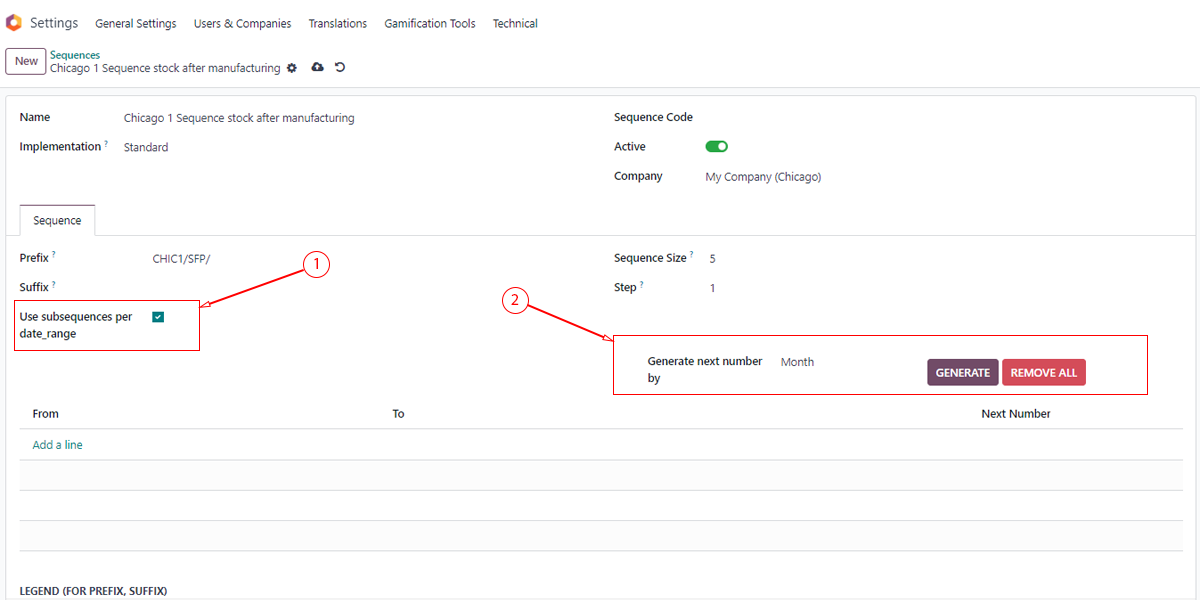 Settings General Settings Users & Companies Translations Gamification Tools Technical
New Sequences
Chicago 1 Sequence stock after manufacturing
Name Chicago 1 Sequence stock after manufacturing Sequence Code
Implementation ? Standard Active
Company My Company (Chicago)
Sequence
Prefix ? CHIC1/SFP/ Sequence Size ? 5
1
Suffix ? Step ? 1
2
Use subsequences per
date_range
Generate next number Month
by
GENERATE REMOVE ALL
From To Next Number
Add a line
LEGEND (FOR PREFIX, SUFFIX)